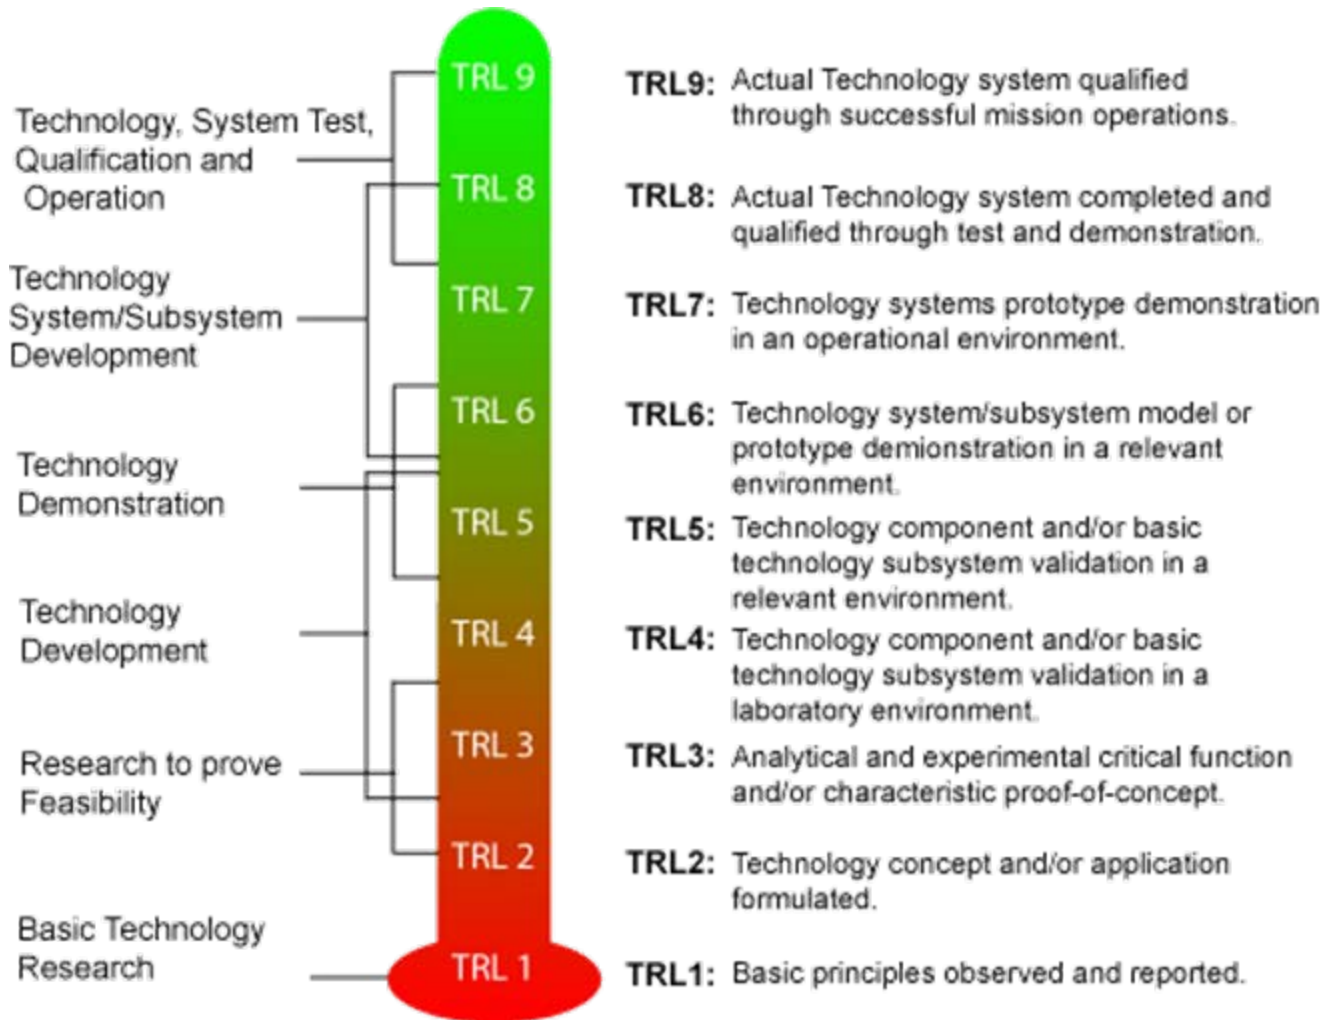 Technology, System Test,
Qualification and
Operation
Technology
System/Subsystem
Development
Technology
Demonstration
Technology
Development
Research to prove
Feasibility
Basic Technology
Research
TRL 9
TRL 8
TRL 7
TRL 6
TRL 5
TRL 4
TRL 3
TRL 2
TRL 1
TRL9: Actual Technology system qualified
through successful mission operations.
TRL8: Actual Technology system completed and
qualified through test and demonstration.
TRL7: Technology systems prototype demonstration
in an operational environment.
TRL6: Technology system/subsystem model or
prototype demionstration in a relevant
environment.
TRL5: Technology component and/or basic
technology subsystem validation in a
relevant environment.
TRL4: Technology component and/or basic
technology subsystem validation in a
laboratory environment.
TRL3: Analytical and experimental critical function
and/or characteristic proof-of-concept.
TRL2: Technology concept and/or application
formulated.
TRL1: Basic principles observed and reported.